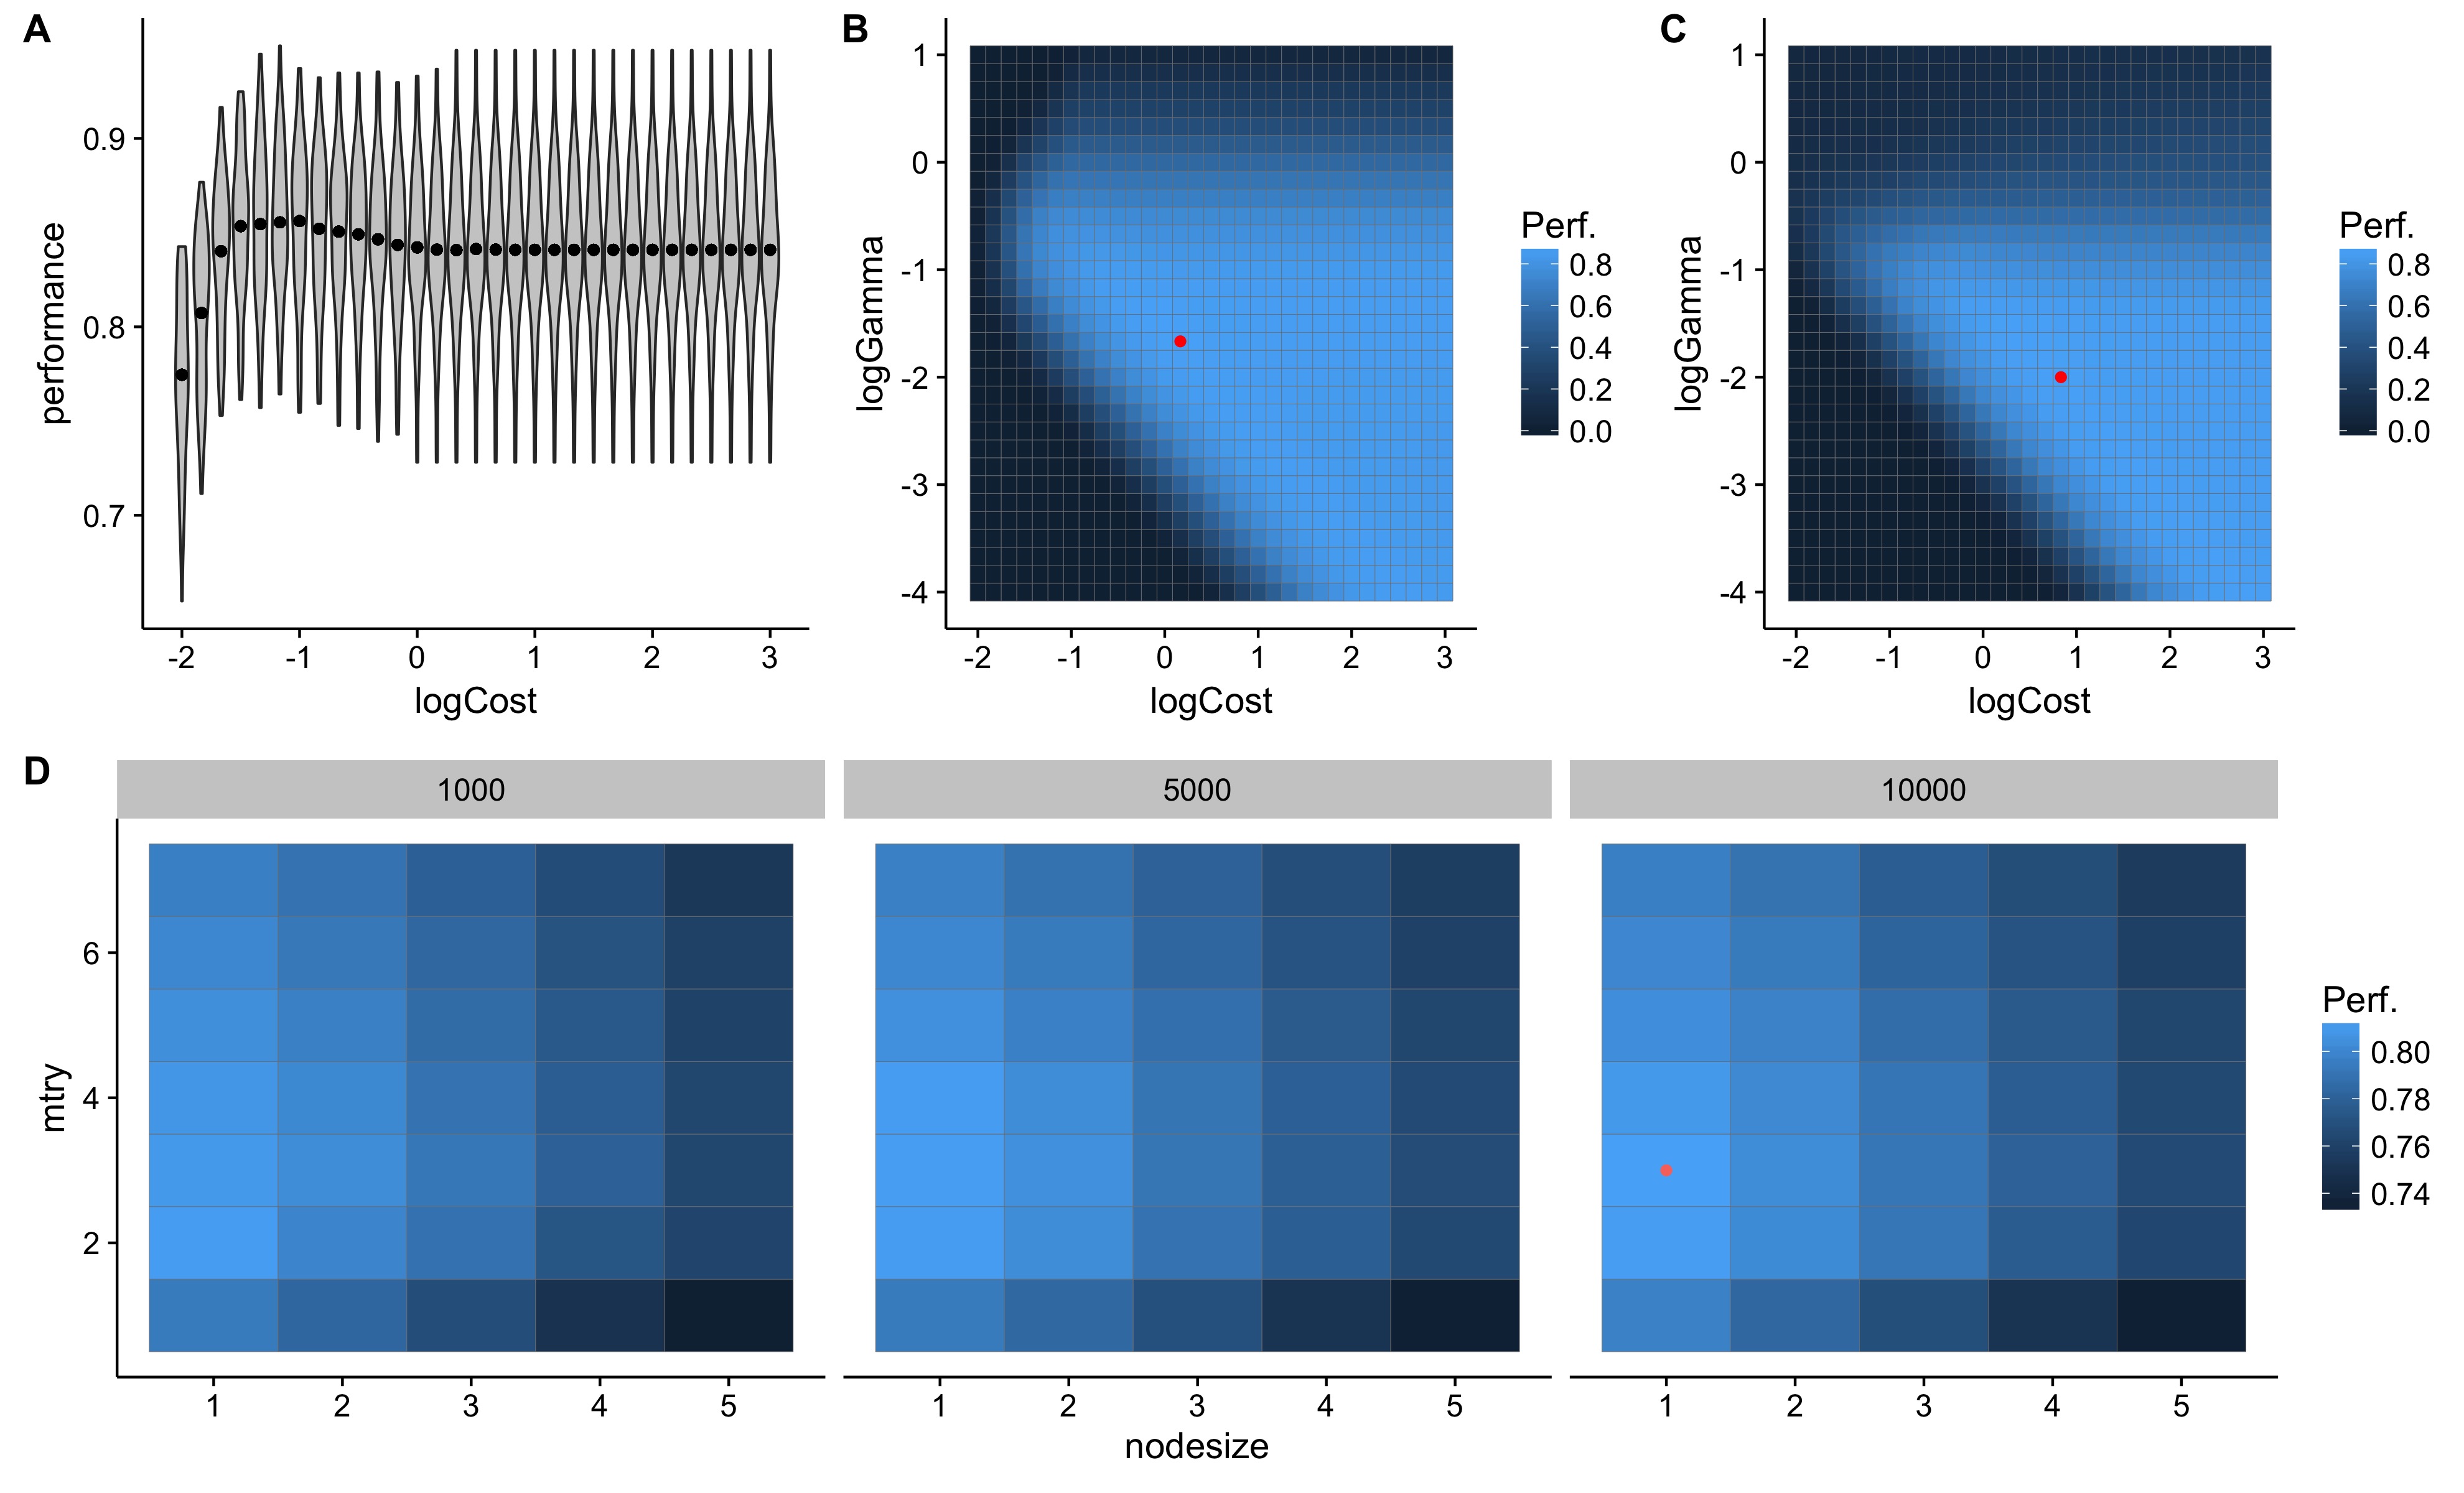 A
performance
0.9
0.8
0.7
-2 -1 0 1 2 3
logCost
B
logGamma
1
0
-1
-2
-3
-4
-2 -1 0 1 2 3
logCost
Perf.
0.8
0.6
0.4
0.2
0.0
C
logGamma
1
0
-1
-2
-3
-4
-2 -1 0 1 2 3
logCost
Perf.
0.8
0.6
0.4
0.2
0.0
D
1000 5000 10000
mtry
6
4
2
1 2 3 4 5 1 2 3 4 5 1 2 3 4 5
nodesize
Perf.
0.80
0.78
0.76
0.74